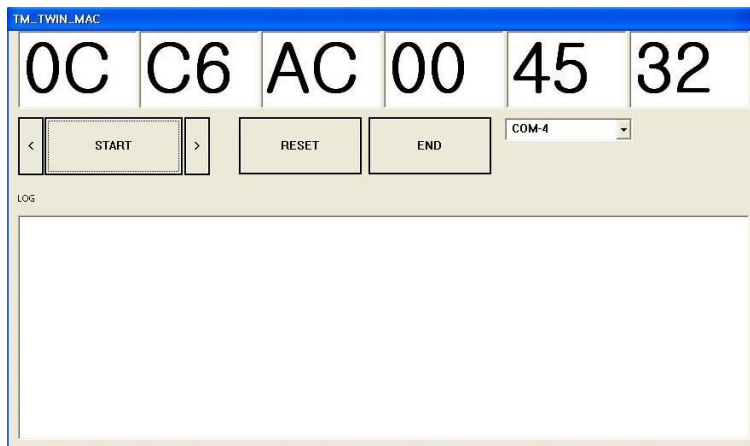 TM_TWIN_MAC
0C C6 AC 00 45 32
< START > RESET END COM-4
LOG